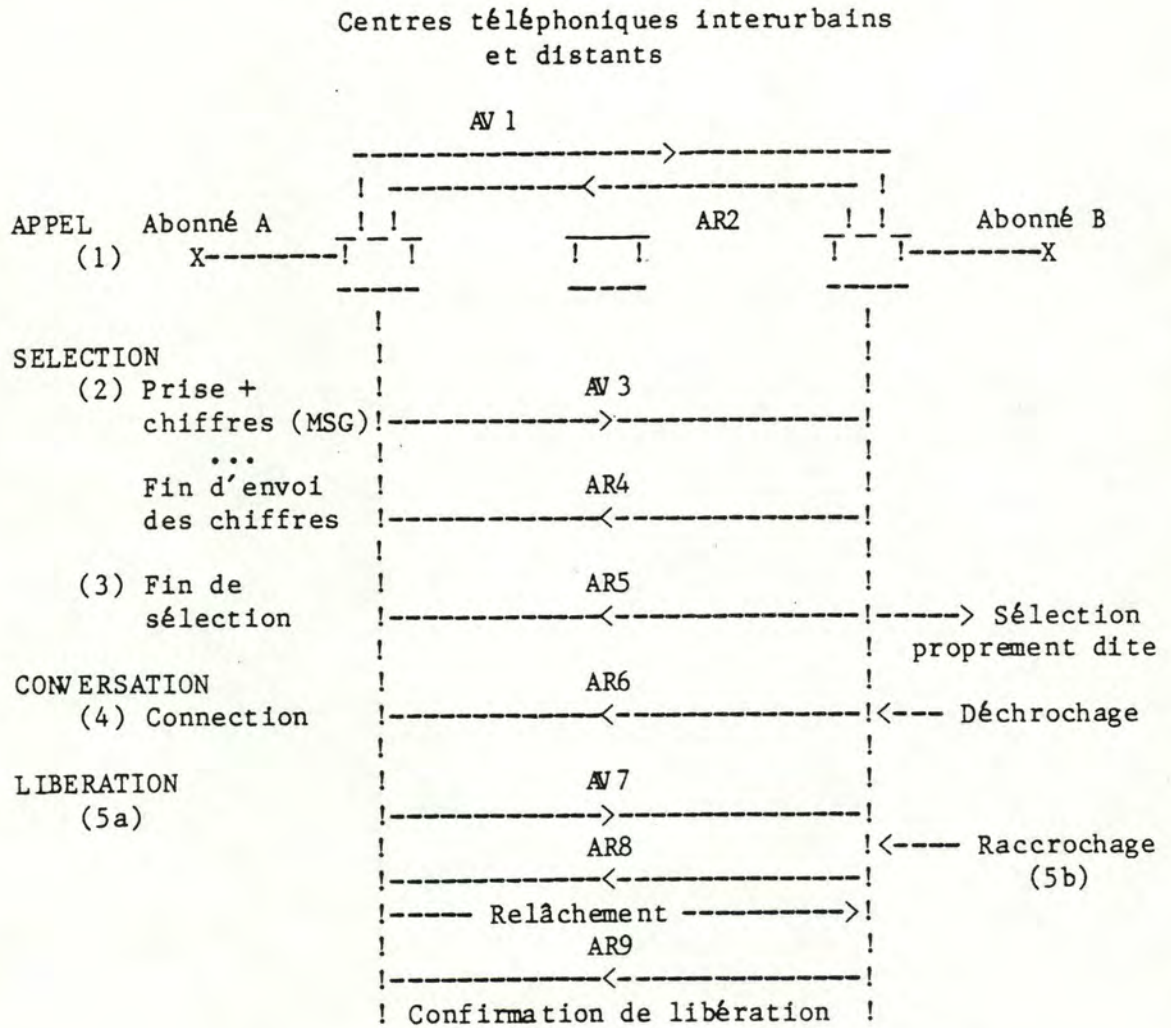 Centres téléphoniques interurbains
et distants
AV 1
AR2
APPEL Abonné A Abonné B
(1) X X
SELECTION
(2) Prise + AV 3
chiffres (MSG)
...
Fin d'envoi AR4
des chiffres
(3) Fin de AR5
sélection Sélection
proprement dite
CONVERSATION AR6
(4) Connection Déchrochage
LIBERATION AV 7
(5a)
AR8 Raccrochage
(5b)
Relâchement
AR9
Confirmation de libération